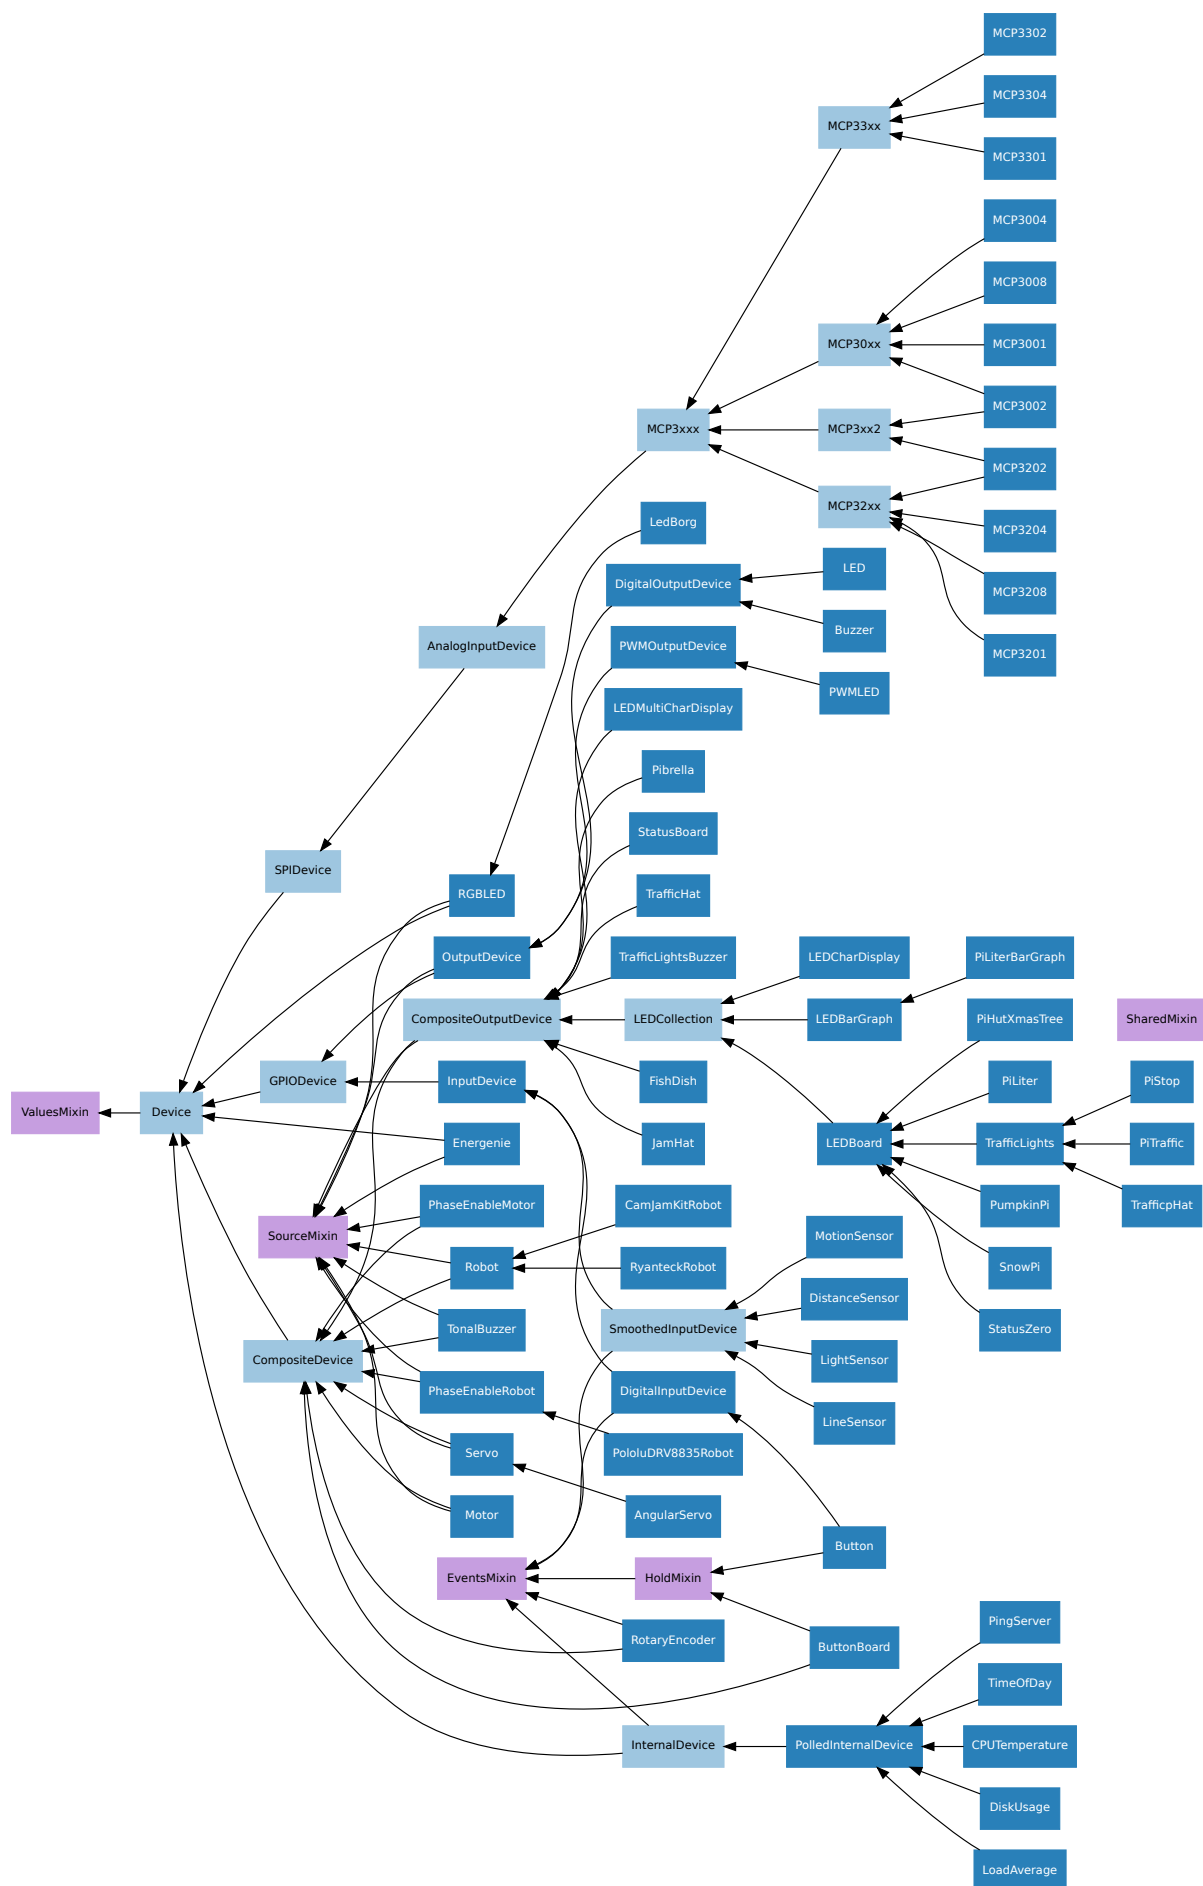 MCP3302
MCP3304
MCP33xx
MCP3301
MCP3004
MCP3008
MCP30xx
MCP3001
MCP3002
MCP3xxx
MCP3xx2
MCP3202
MCP32xx
LedBorg
MCP3204
LED
DigitalOutputDevice
MCP3208
Buzzer
AnalogInputDevice
PWMOutputDevice
MCP3201
PWMLED
LEDMultiCharDisplay
Pibrella
StatusBoard
SPIDevice
RGBLED
TrafficHat
OutputDevice
TrafficLightsBuzzer
LEDCharDisplay
PiLiterBarGraph
CompositeOutputDevice
LEDCollection
LEDBarGraph
PiHutXmasTree
SharedMixin
GPIODevice
InputDevice
FishDish
PiLiter
PiStop
ValuesMixin
Device
Energenie
JamHat
LEDBoard
TrafficLights
PiTraffic
PhaseEnableMotor
CamJamKitRobot
PumpkinPi
TrafficpHat
SourceMixin
MotionSensor
Robot
RyanteckRobot
SnowPi
DistanceSensor
TonalBuzzer
SmoothedInputDevice
StatusZero
CompositeDevice
LightSensor
PhaseEnableRobot
DigitalInputDevice
LineSensor
Servo
PololuDRV8835Robot
Motor
AngularServo
Button
EventsMixin
HoldMixin
PingServer
RotaryEncoder
ButtonBoard
TimeOfDay
InternalDevice
PolledInternalDevice
CPUTemperature
DiskUsage
LoadAverage